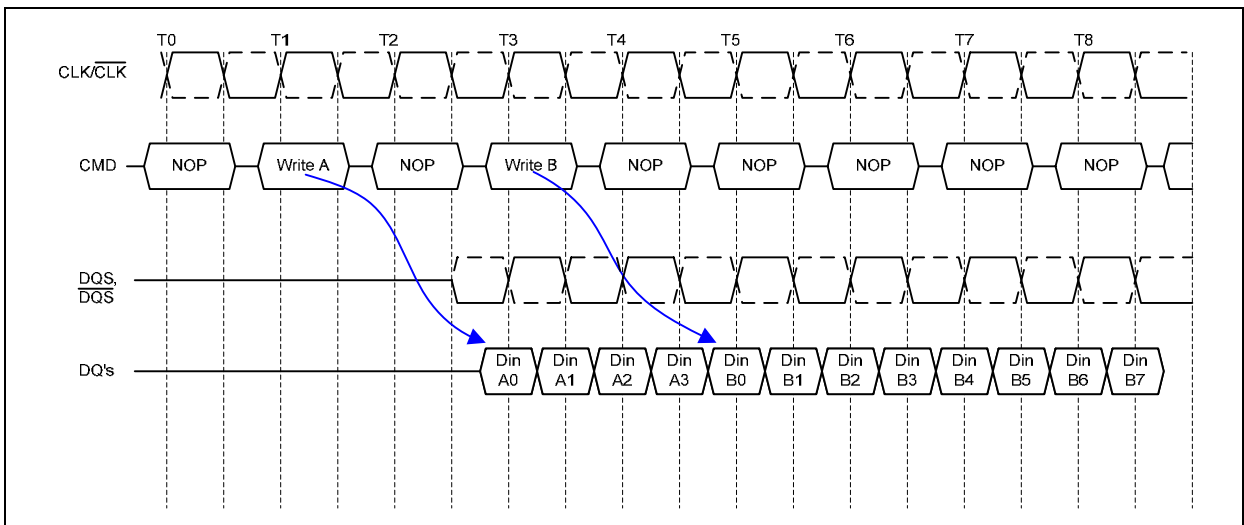 T0 T1 T2 T3 T4 T5 T6 T7 T8
CLK/CLK
CMD NOP Write A NOP Write B NOP NOP NOP NOP NOP
DQS,
DQS
DQ's Din A0 Din A1 Din A2 Din A3 Din B0 Din B1 Din B2 Din B3 Din B4 Din B5 Din B6 Din B7